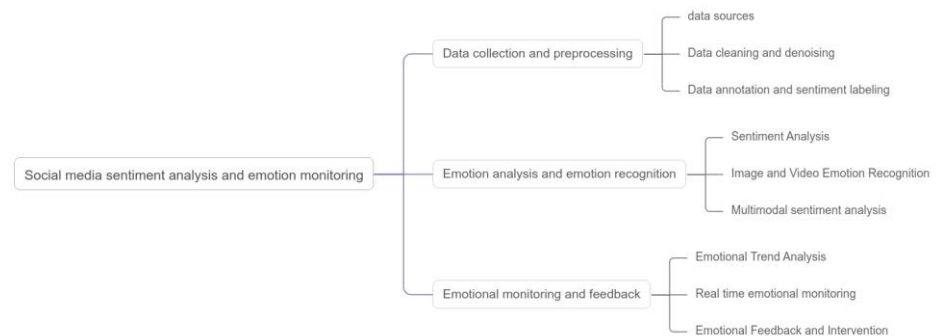 data sources
Data collection and preprocessing
Data cleaning and denoising
Data annotation and sentiment labeling
Sentiment Analysis
Social media sentiment analysis and emotion monitoring
Emotion analysis and emotion recognition
Image and Video Emotion Recognition
Multimodal sentiment analysis
Emotional Trend Analysis
Emotional monitoring and feedback
Real time emotional monitoring
Emotional Feedback and Intervention